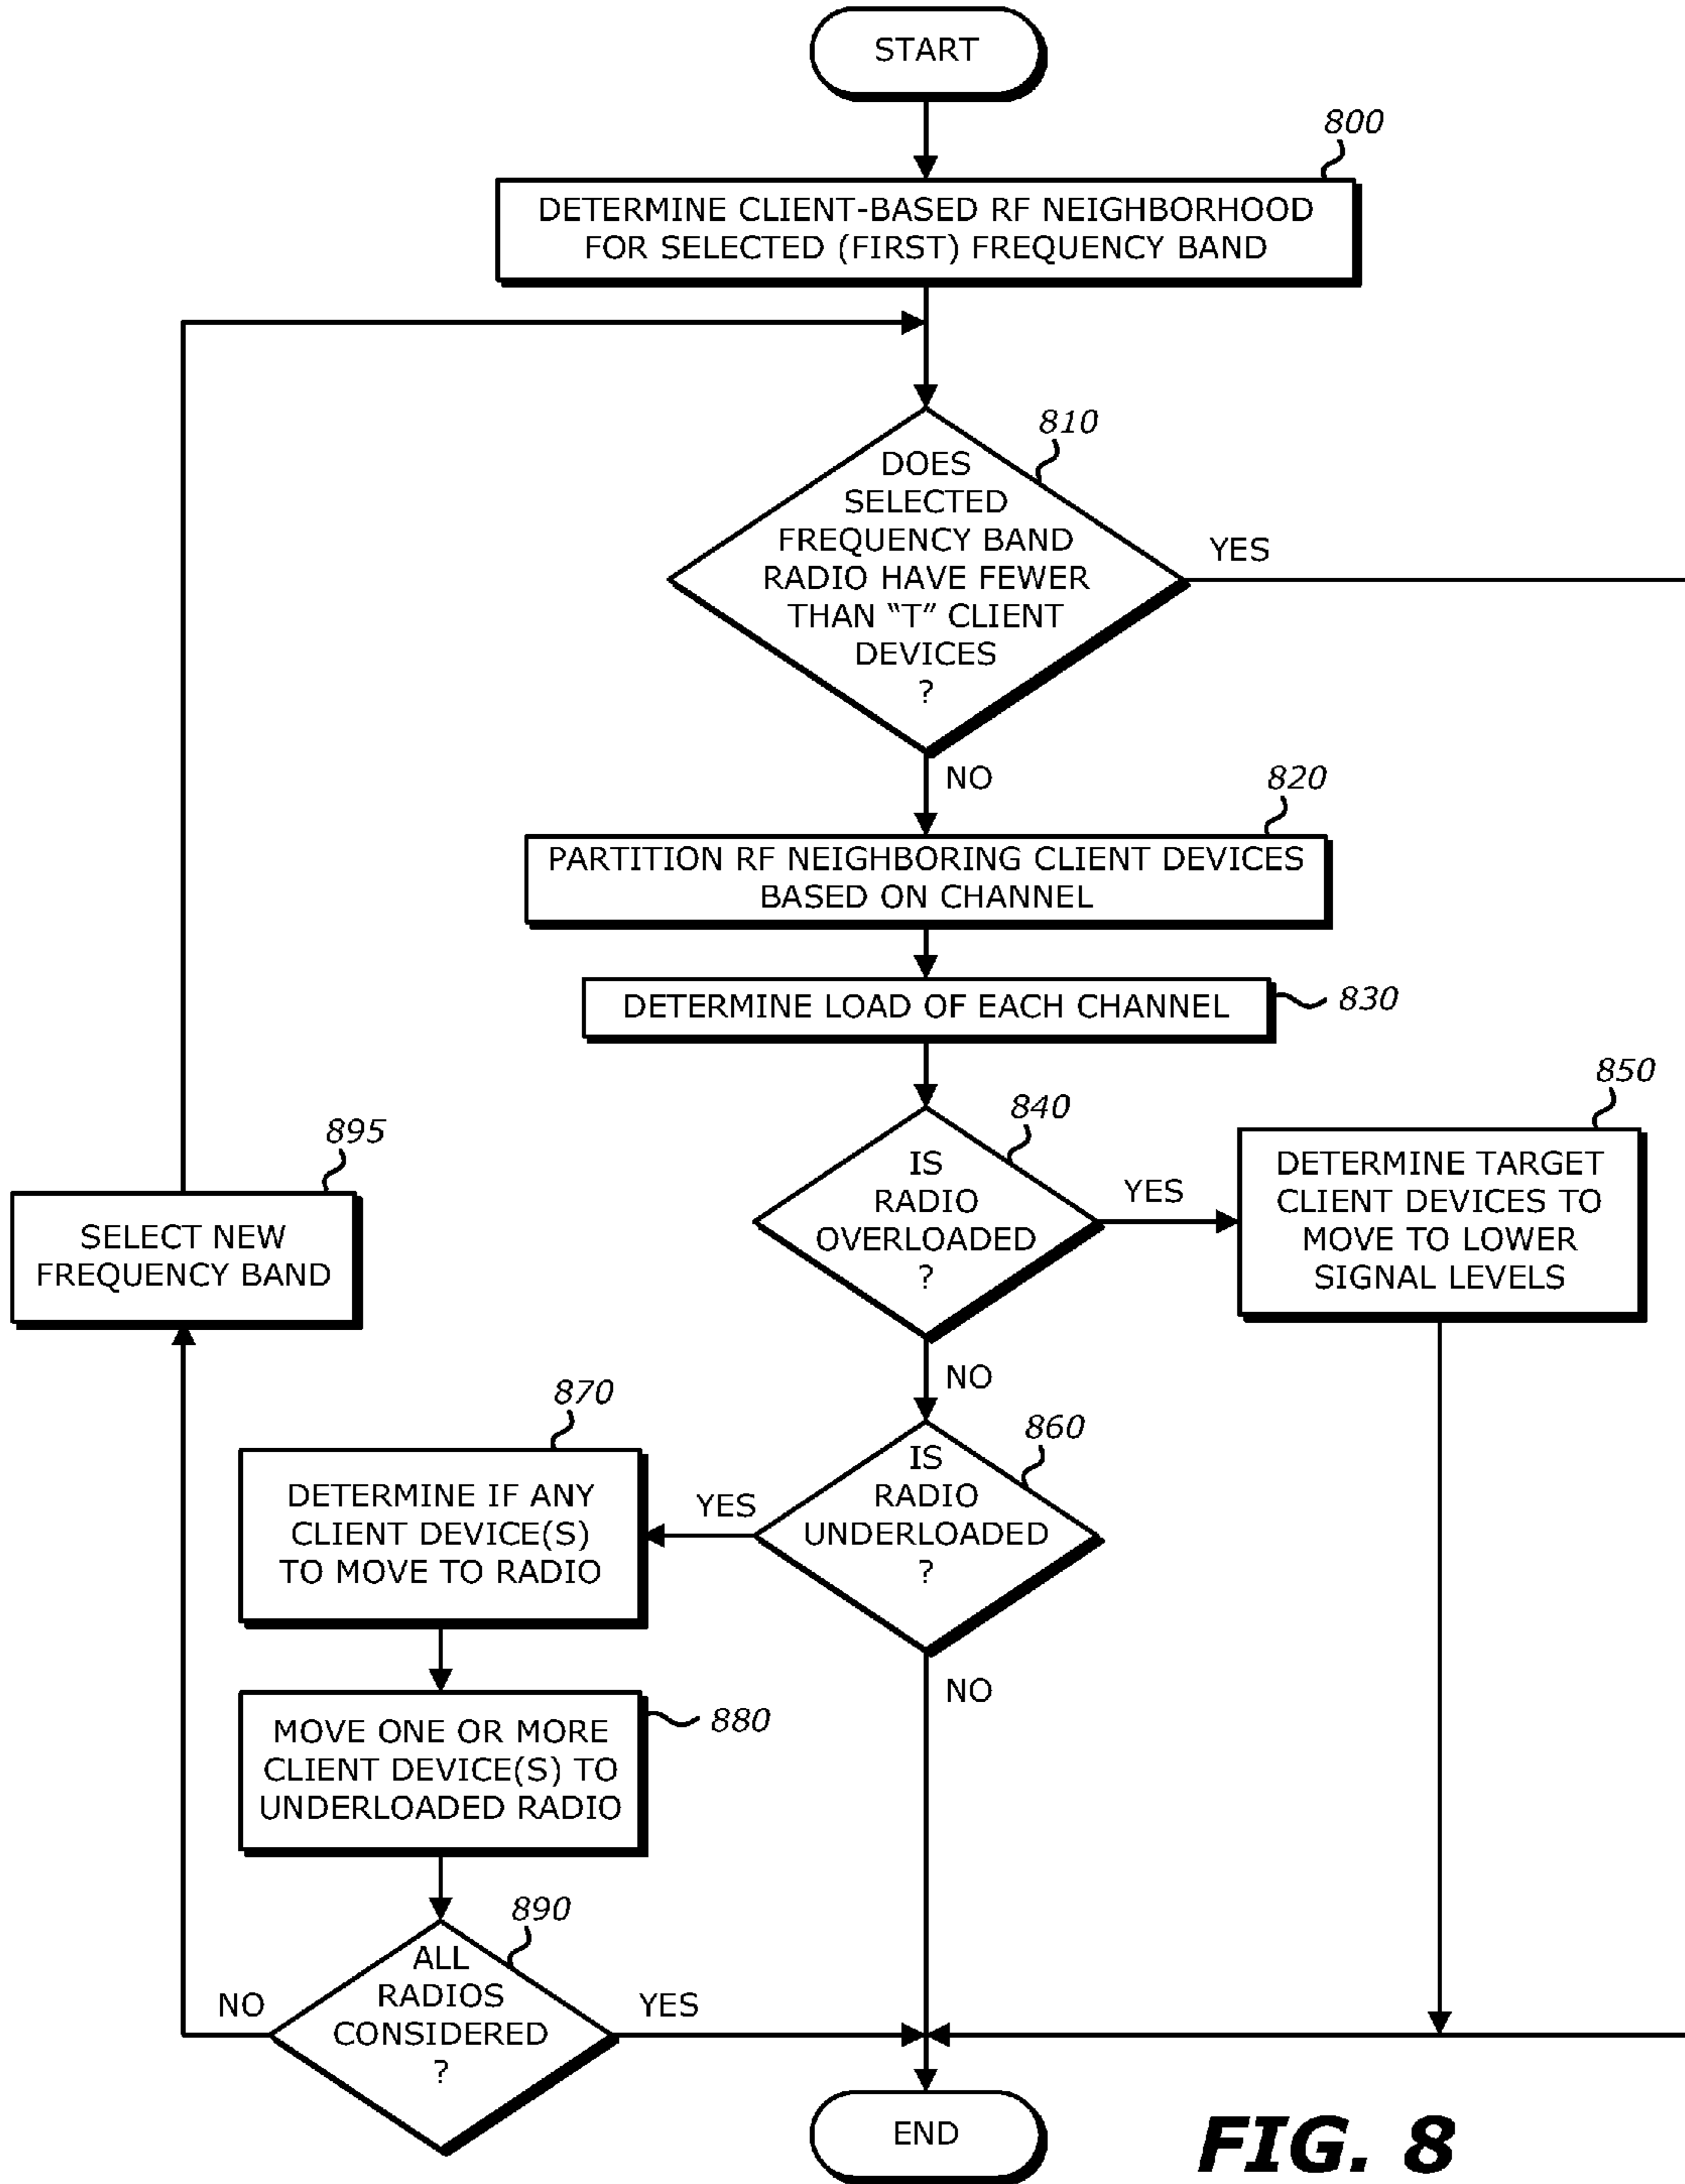 START
800
DETERMINE CLIENT-BASED RF NEIGHBORHOOD
FOR SELECTED (FIRST) FREQUENCY BAND
810
DOES
SELECTED
FREQUENCY BAND
RADIO HAVE FEWER
THAN “T” CLIENT
DEVICES
?
YES
NO
820
PARTITION RF NEIGHBORING CLIENT DEVICES
BASED ON CHANNEL
DETERMINE LOAD OF EACH CHANNEL
830
840
IS
RADIO
OVERLOADED
?
YES
850
DETERMINE TARGET
CLIENT DEVICES TO
MOVE TO LOWER
SIGNAL LEVELS
895
SELECT NEW
FREQUENCY BAND
NO
860
IS
RADIO
UNDERLOADED
?
YES
870
DETERMINE IF ANY
CLIENT DEVICE(S)
TO MOVE TO RADIO
NO
MOVE ONE OR MORE
CLIENT DEVICE(S) TO
UNDERLOADED RADIO
880
890
ALL
RADIOS
CONSIDERED
?
NO
YES
END
FIG. 8